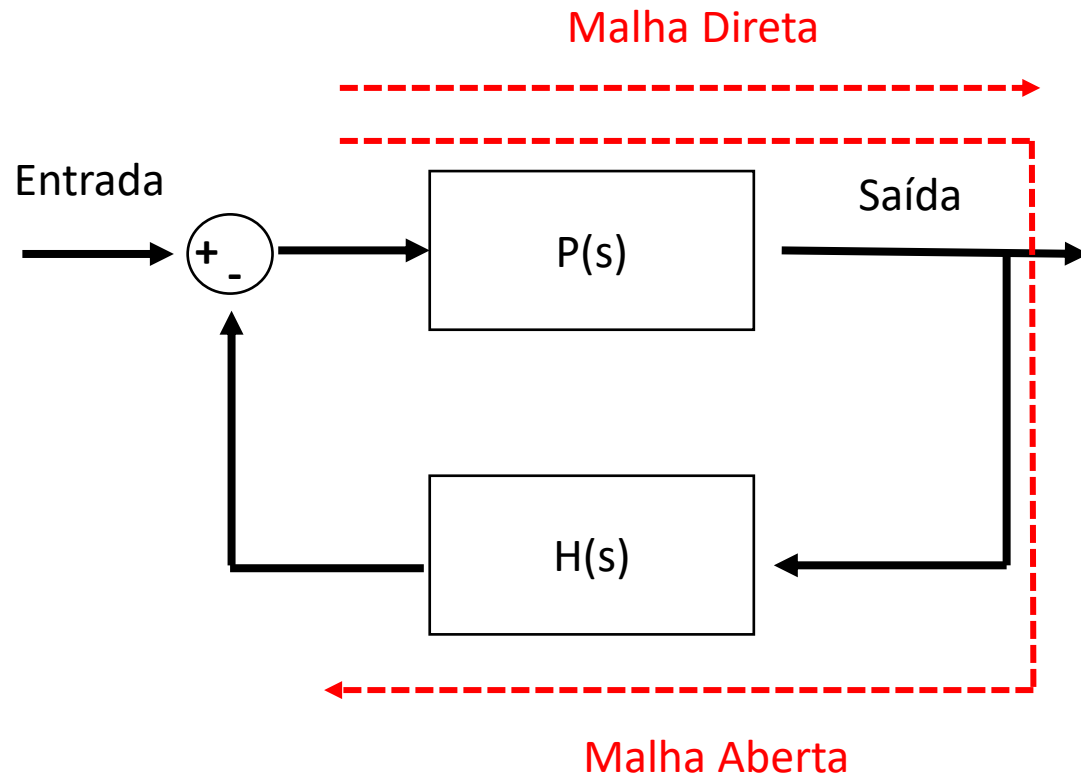 Malha Direta
Entrada
Saída
+
-
P(s)
H(s)
Malha Aberta